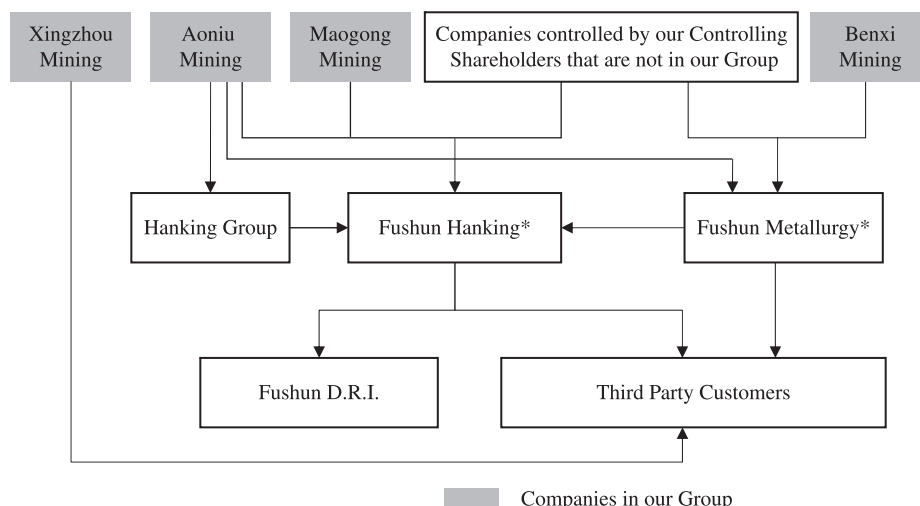 Xingzhou
Mining
Aoniu
Mining
Maogong
Mining
Companies controlled by our Controlling
Shareholders that are not in our Group
Benxi
Mining
Hanking Group
Fushun Hanking*
Fushun Metallurgy*
Fushun D.R.I.
Third Party Customers
Companies in our Group